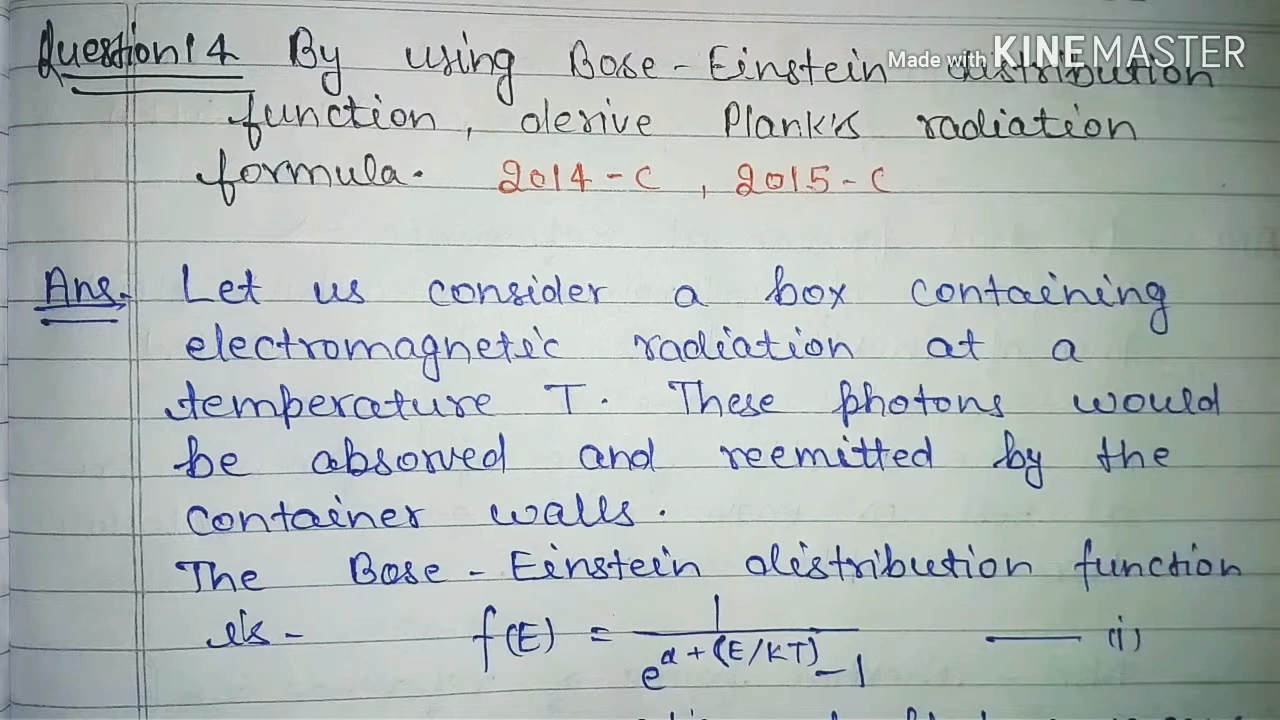 Question 14 By using Bose-Einstein distribution
Made with KINEMASTER
function, derive Plank's radiation
formula. 2014-C, 2015-C
Ans. Let us consider a box containing
electromagnetic radiation at a
temperature T. These photons would
be absorved and reemitted by the
container walls.
The Bose-Einstein distribution function
is- f(E) = 1/(e^(α+(E/KT))-1) —— (i)